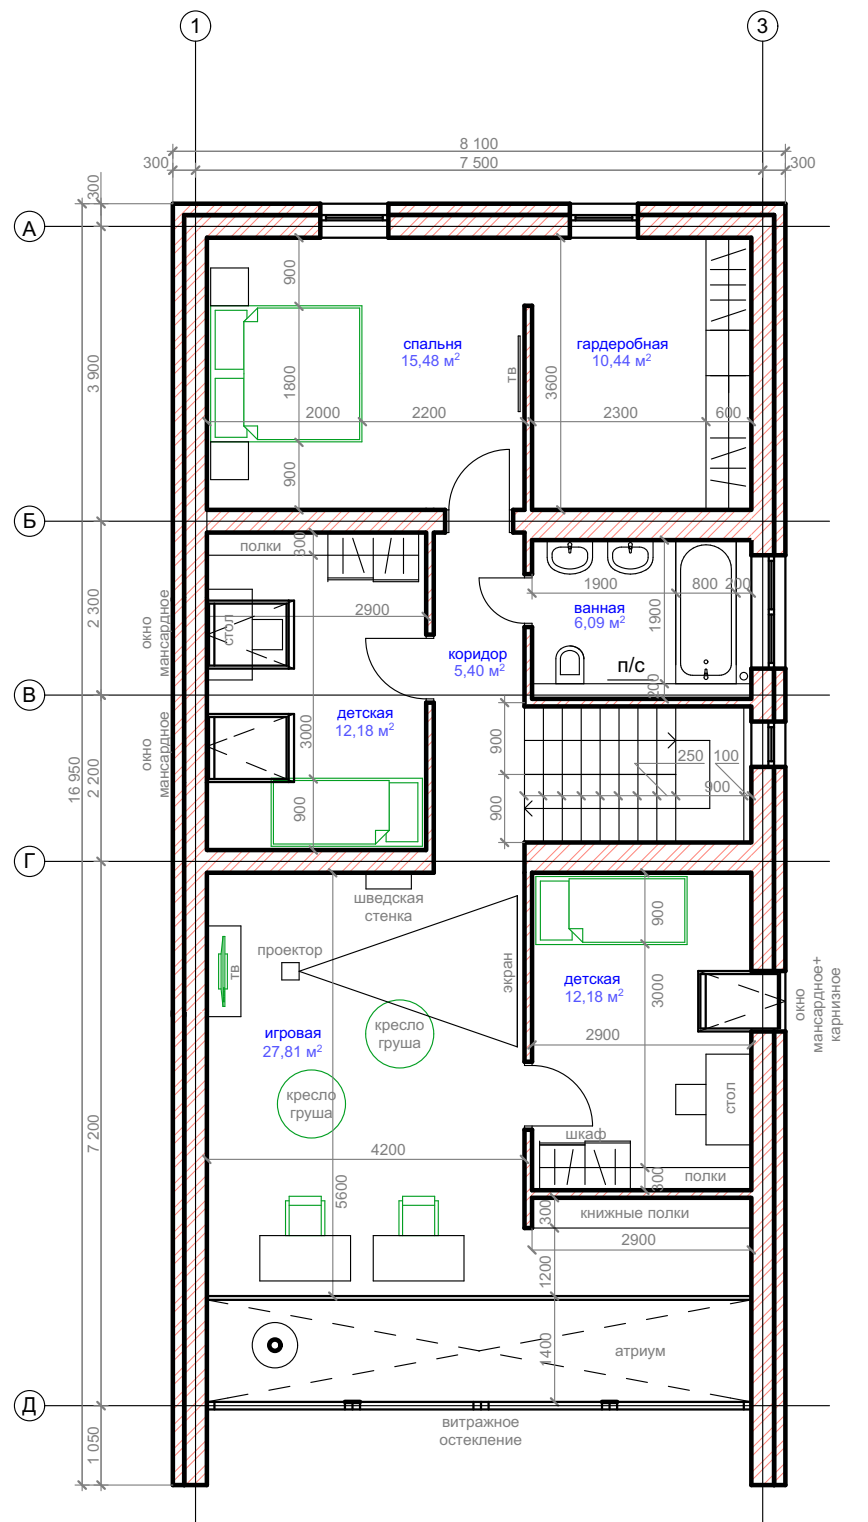 1
3
8 100
300
7 500
300
300
А
900
спальня
15,48 м²
гардеробная
10,44 м²
тв
3 900
1800
3600
2000
2200
2300
600
900
Б
полки
300
2 300
окно
мансардное
стол
2900
1900
800
200
ванная
6,09 м²
1900
коридор
5,40 м²
п/с
200
В
окно
мансардное
детская
12,18 м²
3000
900
250
100
900
16 950
2 200
900
900
Г
шведская
стенка
900
проектор
экран
тв
детская
12,18 м²
3000
окно
мансардное+
карнизное
кресло
груша
игровая
27,81 м²
2900
кресло
груша
стол
7 200
шкаф
4200
полки
300
5600
300
книжные полки
2900
1200
1400
атриум
Д
витражное
остекление
1 050